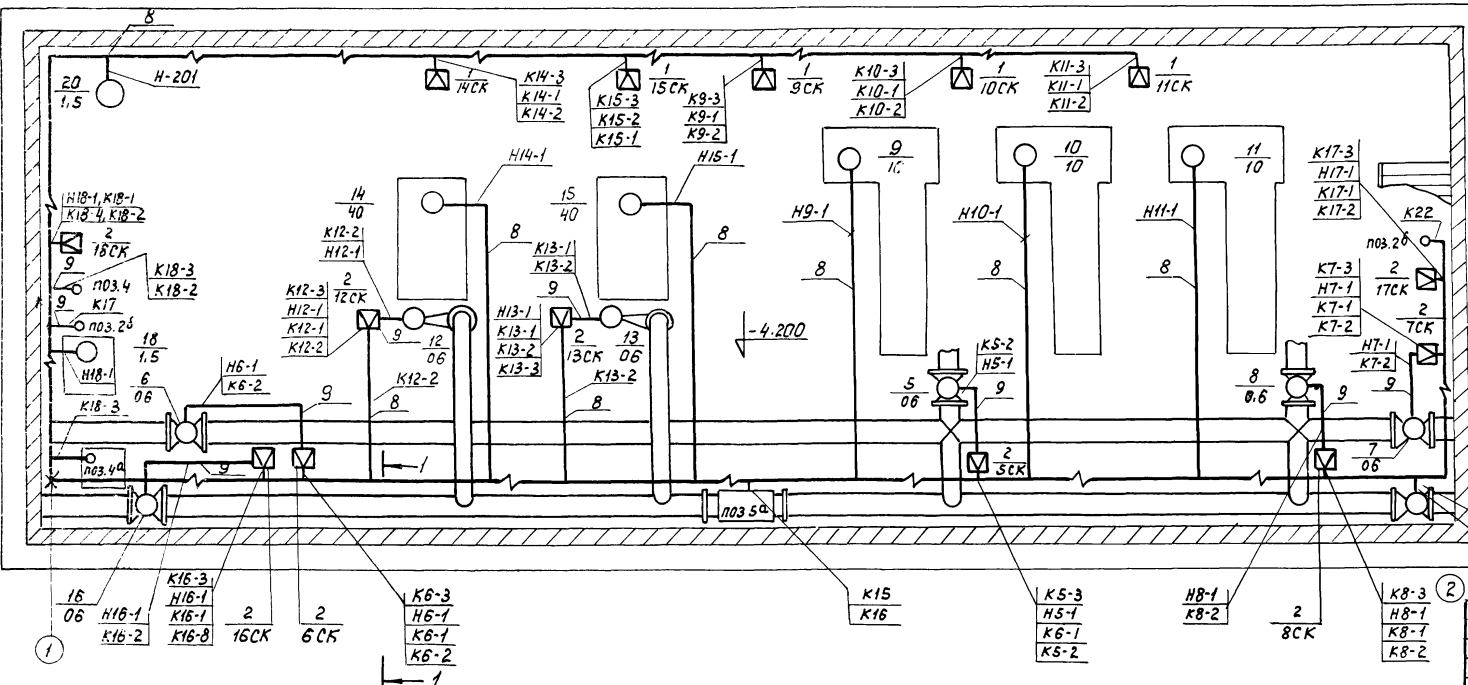 8
20
1,5
Н-201
1
14СК
К14-3
К14-1
К14-2
1
15СК
К15-3
К15-2
К15-1
1
9СК
К9-3
К9-1
К9-2
1
10СК
К10-3
К10-1
К10-2
1
11СК
К11-3
К11-1
К11-2
Н14-1
Н15-1
9
10
10
11
10
К17-3
Н17-1
К17-1
К17-2
Н18-1, К18-1
К18-4, К18-2
2
18СК
14
40
15
40
Н9-1
Н10-1
Н11-1
К22
поз.2б
К12-2
Н12-1
К13-1
К13-2
8
8
8
8
8
9
поз.4
К18-3
К18-2
2
12СК
9
К7-3
Н7-1
К7-1
К7-2
2
17СК
К12-3
Н12-1
К12-1
К12-2
Н13-1
К13-1
К13-2
К13-3
9
К17
поз.2б
18
1,5
9
12
06
2
13СК
13
06
-4.200
2
7СК
Н18-1
6
06
Н6-1
К6-2
К12-2
К13-2
К5-2
Н5-1
Н7-1
К7-2
5
06
8
0,6
9
9
9
9
К18-3
8
8
поз.4а
9
1
2
5СК
7
06
поз 5а
16
06
Н16-1
К16-2
К16-3
Н16-1
К16-1
К16-8
2
16СК
2
6СК
К6-3
Н6-1
К6-1
К6-2
К15
К16
К5-3
Н5-1
К6-1
К5-2
Н8-1
К8-2
2
8СК
К8-3
Н8-1
К8-1
К8-2
2
1
1